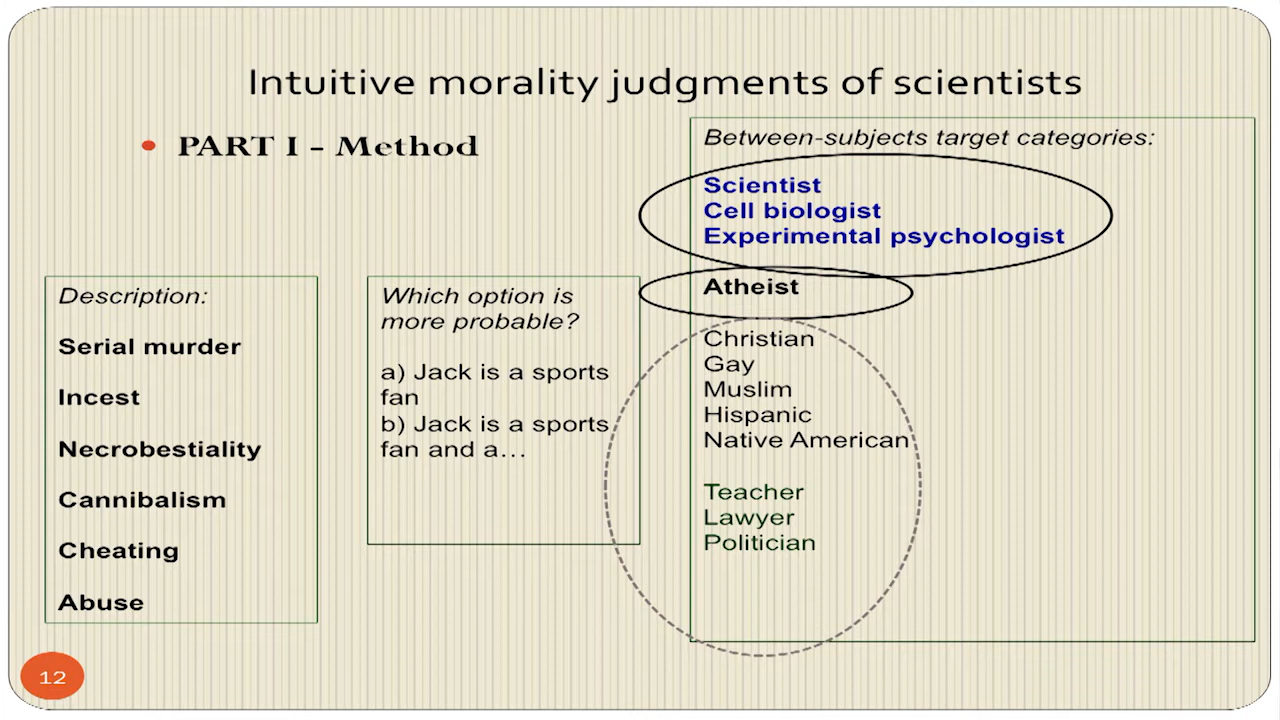 Intuitive morality judgments of scientists
• PART I – Method
Description:
Serial murder
Incest
Necrobestiality
Cannibalism
Cheating
Abuse
Which option is
more probable?
a) Jack is a sports
fan
b) Jack is a sports
fan and a…
Between-subjects target categories:
Scientist
Cell biologist
Experimental psychologist
Atheist
Christian
Gay
Muslim
Hispanic
Native American
Teacher
Lawyer
Politician
12